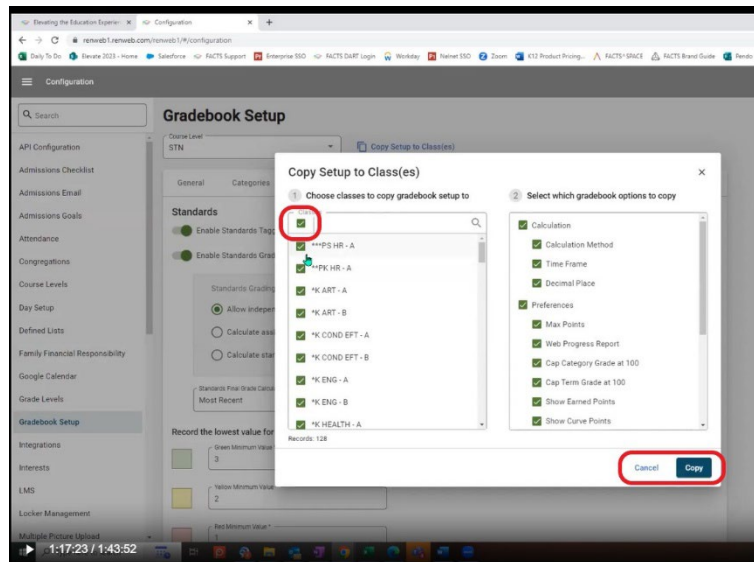 Elevating the Education Experie- × Configuration × +
renweb1.renweb.com/renweb1/#/configuration
Daily To Do Elevate 2023 - Home Salesforce FACTS Support Enterprise SSO FACTS DART Login Workday Nelnet SSO Zoom K12 Product Pricing... FACTS*SPACE FACTS Brand Guide Pendo
Configuration
Search
API Configuration
Admissions Checklist
Admissions Email
Admissions Goals
Attendance
Congregations
Course Levels
Day Setup
Defined Lists
Family Financial Responsibility
Google Calendar
Grade Levels
Gradebook Setup
Integrations
Interests
LMS
Locker Management
Multiple Picture Upload
Gradebook Setup
Course Level
STN
Copy Setup to Class(es)
General Categories
Standards
Enable Standards Tagg
Enable Standards Grad
Standards Grading
Allow indepen
Calculate assi
Calculate star
Standards Final Grade Calcul
Most Recent
Record the lowest value for
Green Minimum Value
3
Yellow Minimum Value
2
Red Minimum Value *
1
Copy Setup to Class(es) ×
1 Choose classes to copy gradebook setup to
***PS HR - A
**PK HR - A
*K ART - A
*K ART - B
*K COND EFT - A
*K COND EFT - B
*K ENG - A
*K ENG - B
*K HEALTH - A
Records: 128
2 Select which gradebook options to copy
Calculation
Calculation Method
Time Frame
Decimal Place
Preferences
Max Points
Web Progress Report
Cap Category Grade at 100
Cap Term Grade at 100
Show Earned Points
Show Curve Points
Cancel Copy
1:17:23 / 1:43:52